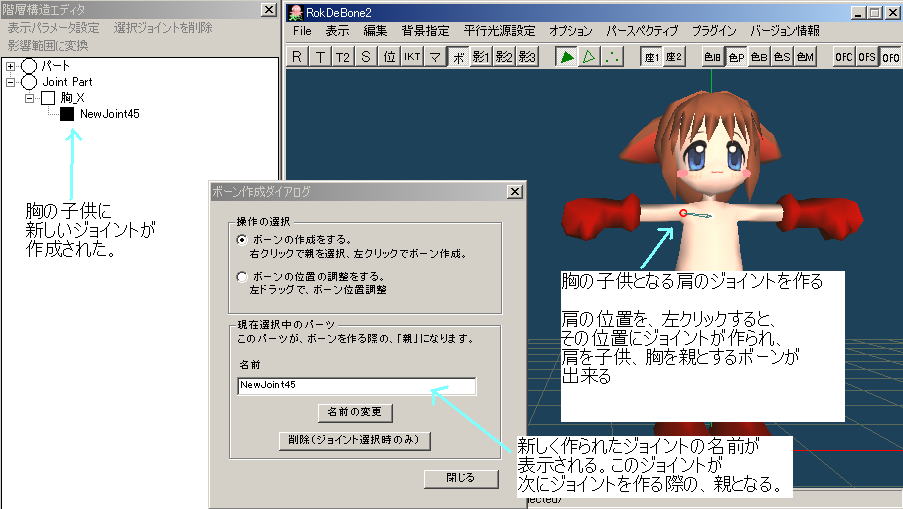 階層構造エディタ
表示パラメータ設定 選択ジョイントを削除
影響範囲に変換
パート
Joint Part
胸_X
NewJoint45
胸の子供に
新しいジョイントが
作成された。
RokDeBone2
File 表示 編集 背景指定 平行光源設定 オプション パースペクティブ プラグイン バージョン情報
R T T2 S 位 IKT マ ボ 影1 影2 影3 座1 座2 色IB 色P 色B 色S 色M OFC OFS OFO
ボーン作成ダイアログ
操作の選択
ボーンの作成をする。
右クリックで親を選択、左クリックでボーン作成。
ボーンの位置の調整をする。
左ドラッグで、ボーン位置調整
現在選択中のパーツ
このパーツが、ボーンを作る際の、「親」になります。
名前
NewJoint45
名前の変更
削除(ジョイント選択時のみ)
閉じる
胸の子供となる肩のジョイントを作る
肩の位置を、左クリックすると、
その位置にジョイントが作られ、
肩を子供、胸を親とするボーンが
出来る
新しく作られたジョイントの名前が
表示される。このジョイントが
次にジョイントを作る際の、親となる。